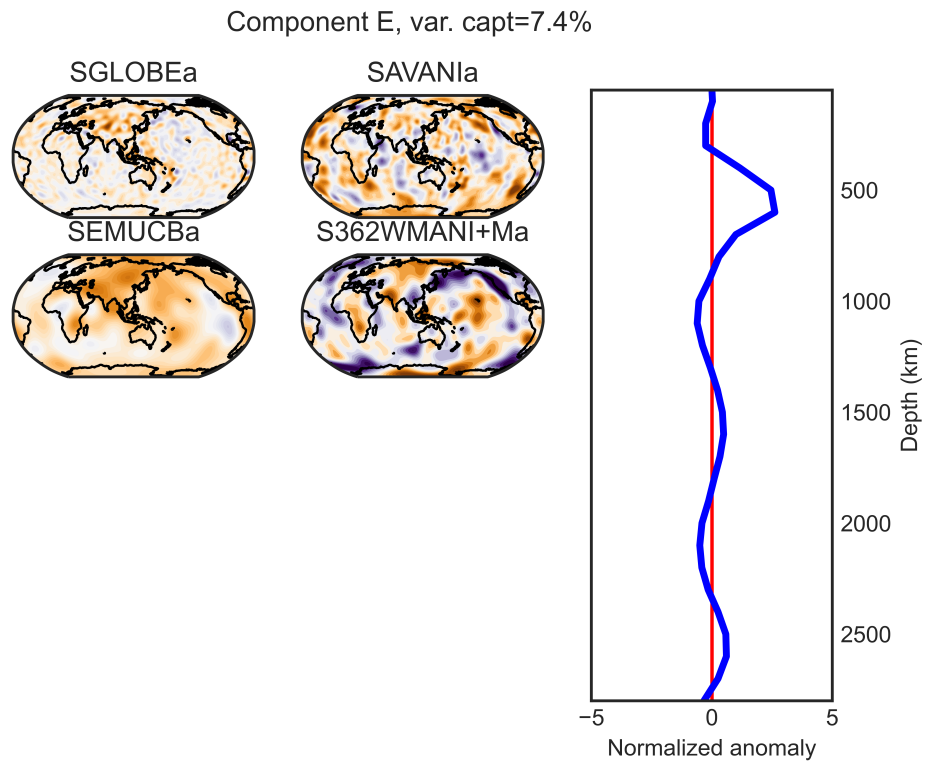 Component E, var. capt=7.4%
SGLOBEa
SAVANIa
SEMUCBa
S362WMANI+Ma
500
1000
1500
2000
2500
Depth (km)
−5
0
5
Normalized anomaly